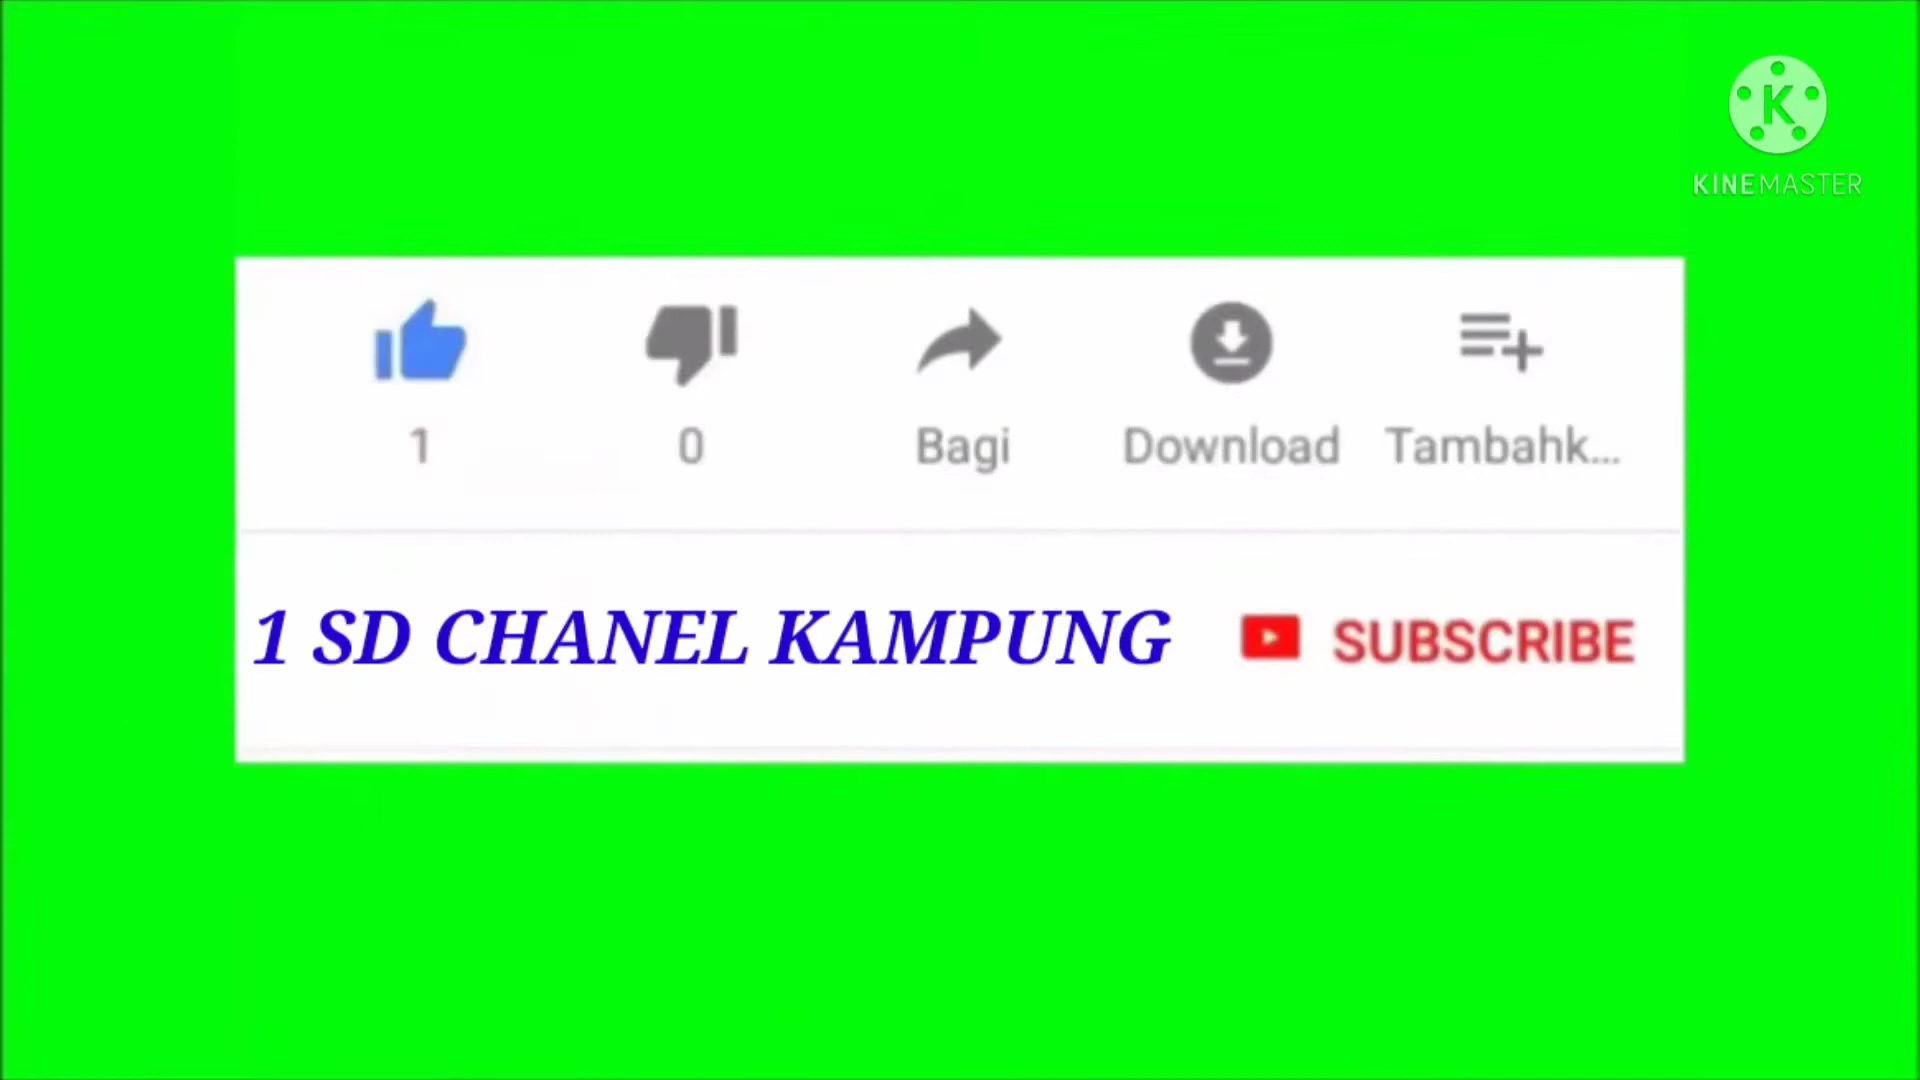 K
KINEMASTER
1 0 Bagi Download Tambahk...
1 SD CHANEL KAMPUNG SUBSCRIBE